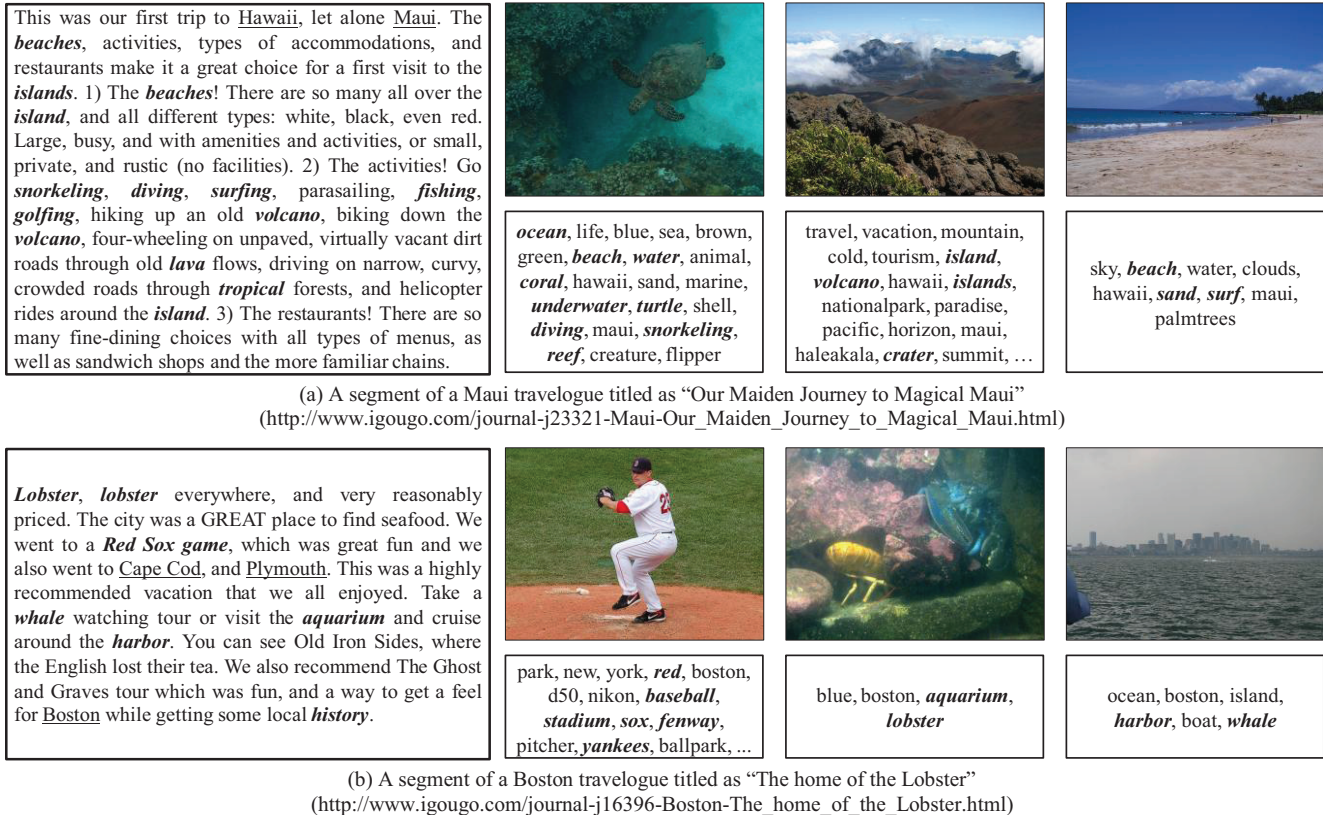 This was our first trip to Hawaii, let alone Maui. The
beaches, activities, types of accommodations, and
restaurants make it a great choice for a first visit to the
islands. 1) The beaches! There are so many all over the
island, and all different types: white, black, even red.
Large, busy, and with amenities and activities, or small,
private, and rustic (no facilities). 2) The activities! Go
snorkeling, diving, surfing, parasailing, fishing,
golfing, hiking up an old volcano, biking down the
volcano, four-wheeling on unpaved, virtually vacant dirt
roads through old lava flows, driving on narrow, curvy,
crowded roads through tropical forests, and helicopter
rides around the island. 3) The restaurants! There are so
many fine-dining choices with all types of menus, as
well as sandwich shops and the more familiar chains.
ocean, life, blue, sea, brown,
green, beach, water, animal,
coral, hawaii, sand, marine,
underwater, turtle, shell,
diving, maui, snorkeling,
reef, creature, flipper
travel, vacation, mountain,
cold, tourism, island,
volcano, hawaii, islands,
nationalpark, paradise,
pacific, horizon, maui,
haleakala, crater, summit, …
sky, beach, water, clouds,
hawaii, sand, surf, maui,
palmtrees
(a) A segment of a Maui travelogue titled as “Our Maiden Journey to Magical Maui”
(http://www.igougo.com/journal-j23321-Maui-Our_Maiden_Journey_to_Magical_Maui.html)
Lobster, lobster everywhere, and very reasonably
priced. The city was a GREAT place to find seafood. We
went to a Red Sox game, which was great fun and we
also went to Cape Cod, and Plymouth. This was a highly
recommended vacation that we all enjoyed. Take a
whale watching tour or visit the aquarium and cruise
around the harbor. You can see Old Iron Sides, where
the English lost their tea. We also recommend The Ghost
and Graves tour which was fun, and a way to get a feel
for Boston while getting some local history.
park, new, york, red, boston,
d50, nikon, baseball,
stadium, sox, fenway,
pitcher, yankees, ballpark, ...
blue, boston, aquarium,
lobster
ocean, boston, island,
harbor, boat, whale
(b) A segment of a Boston travelogue titled as “The home of the Lobster”
(http://www.igougo.com/journal-j16396-Boston-The_home_of_the_Lobster.html)